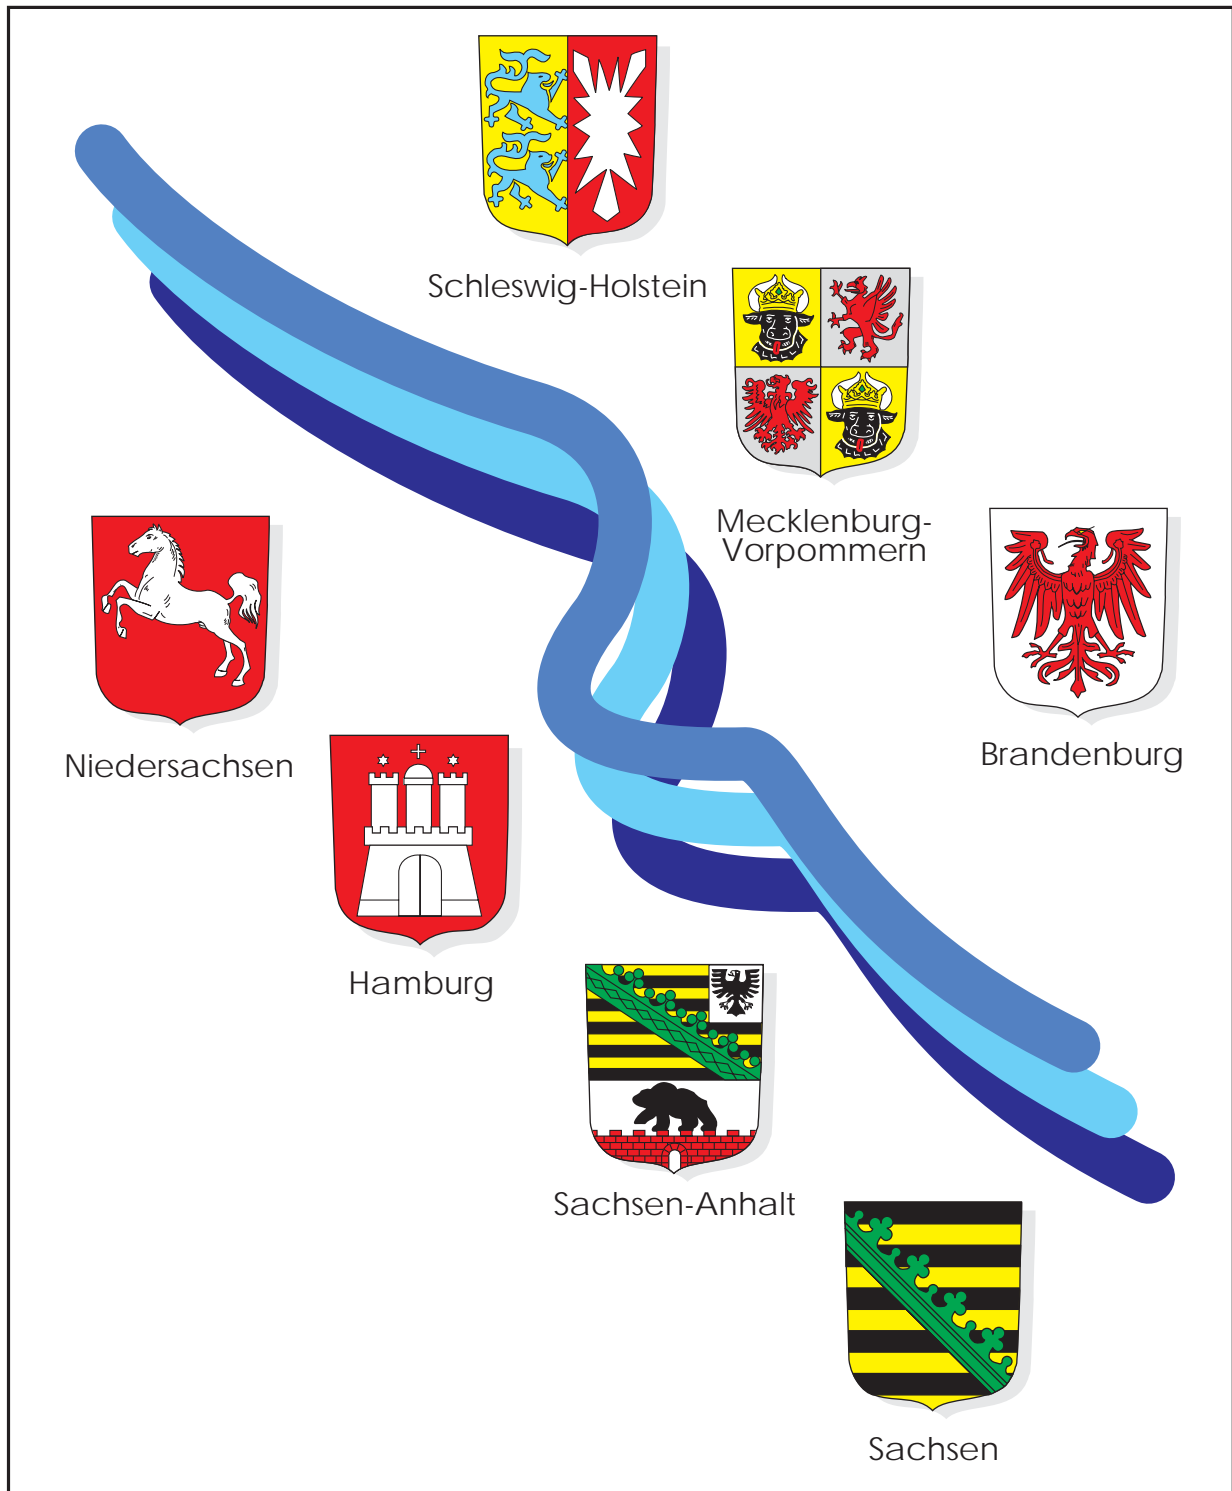 Schleswig-Holstein
Mecklenburg-
Vorpommern
Niedersachsen
Brandenburg
Hamburg
Sachsen-Anhalt
Sachsen